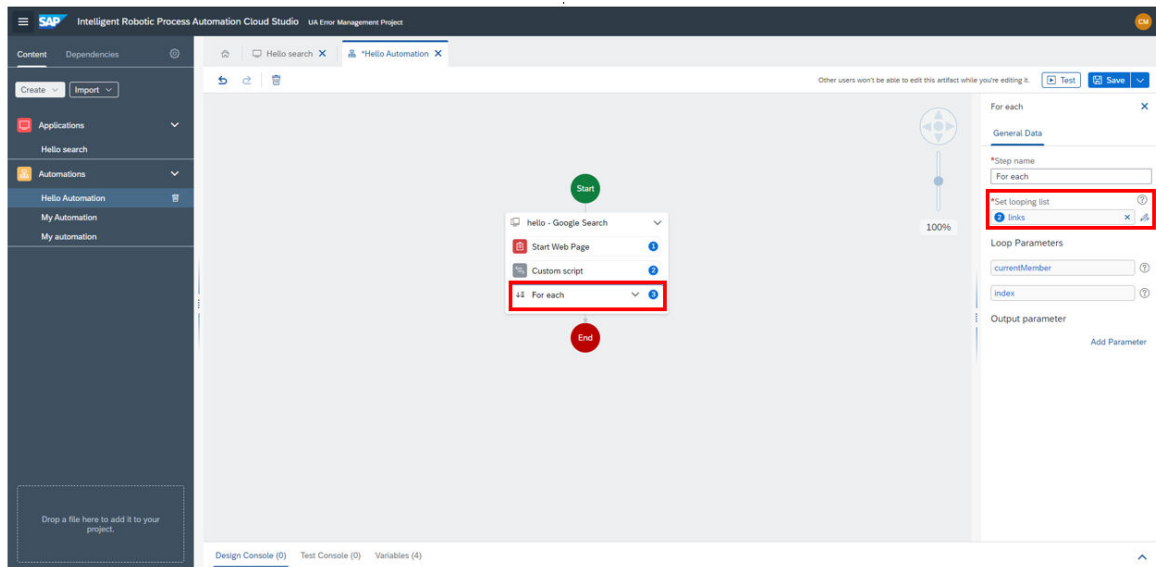 SAP Intelligent Robotic Process Automation Cloud Studio UA Error Management Project CM
Content Dependencies
Hello search X *Hello Automation X
Create Import
Other users won't be able to edit this artifact while you're editing it. Test Save
Applications
Hello search
Automations
Hello Automation
My Automation
My automation
Drop a file here to add it to your
project.
Start
hello - Google Search
Start Web Page 1
Custom script 2
For each 3
End
100%
For each
General Data
*Step name
For each
*Set looping list
2 links
Loop Parameters
currentMember
index
Output parameter
Add Parameter
Design Console (0) Test Console (0) Variables (4)